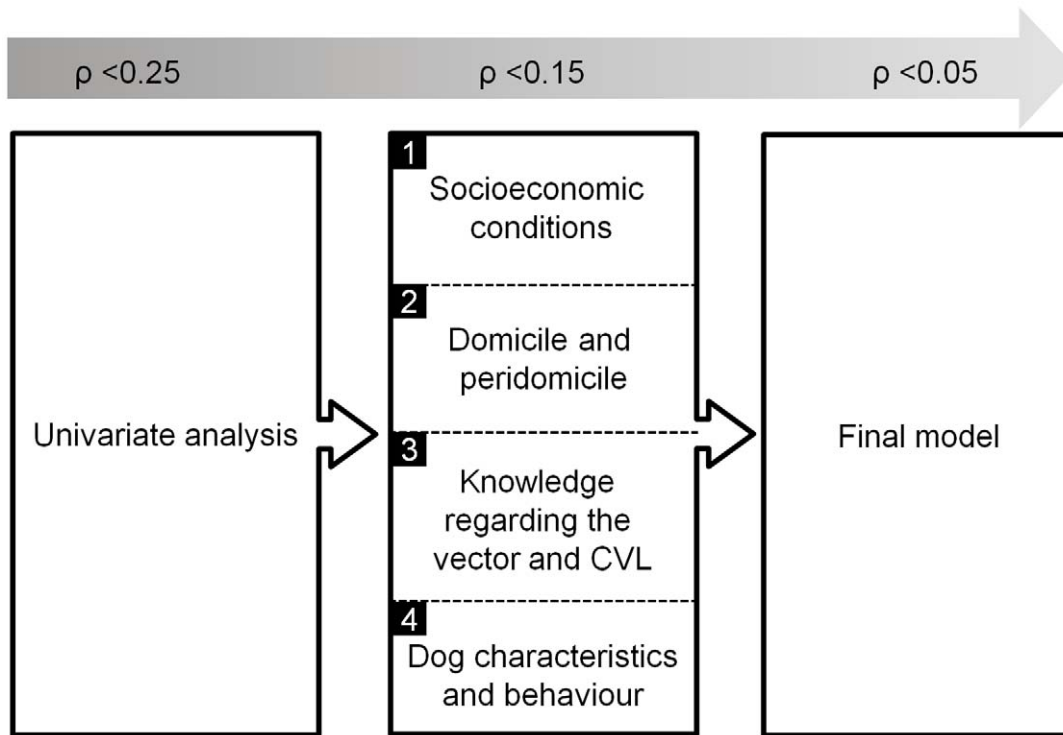 ρ <0.25
ρ <0.15
ρ <0.05
Univariate analysis
1
Socioeconomic
conditions
2
Domicile and
peridomicile
3
Knowledge
regarding the
vector and CVL
4
Dog characteristics
and behaviour
Final model